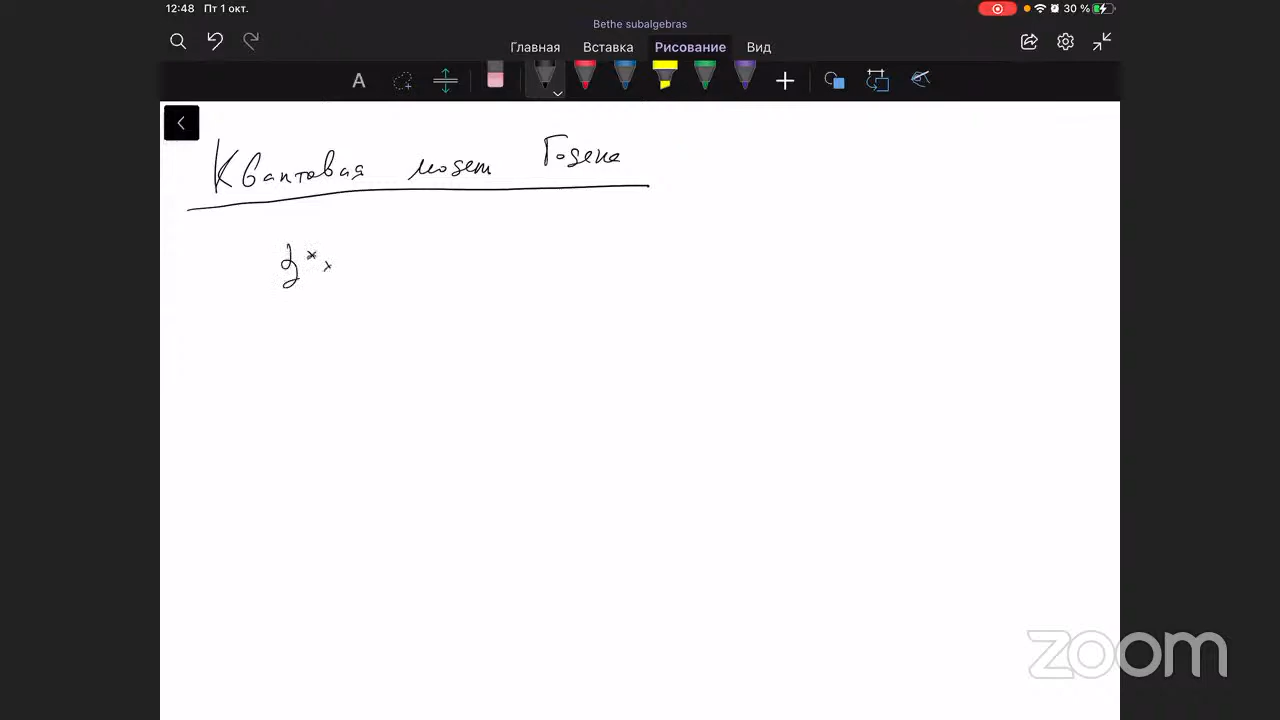 12:48 Пт 1 окт. 30 %
Bethe subalgebras
Главная Вставка Рисование Вид
A
Квантовая модель Годена
𝔤* ×
zoom